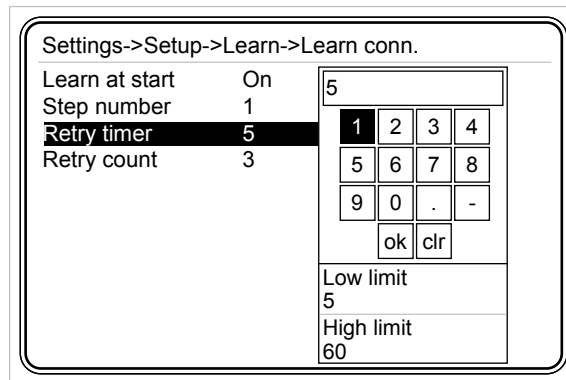 Settings->Setup->Learn->Learn conn.
Learn at start On
Step number 1
Retry timer 5
Retry count 3
5
1 2 3 4
5 6 7 8
9 0 . -
ok clr
Low limit
5
High limit
60